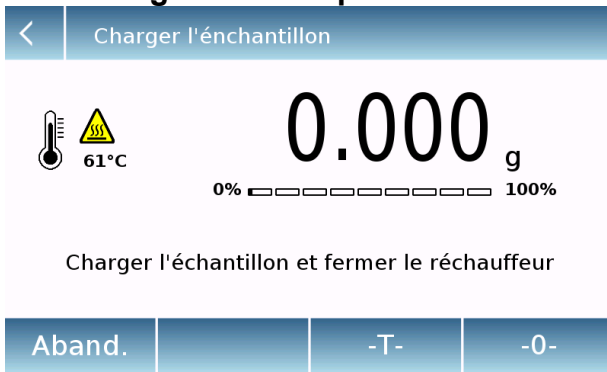 Charger l'énchantillon
0.000 g
61°C
0% 100%
Charger l'échantillon et fermer le réchauffeur
Aband. -T- -0-